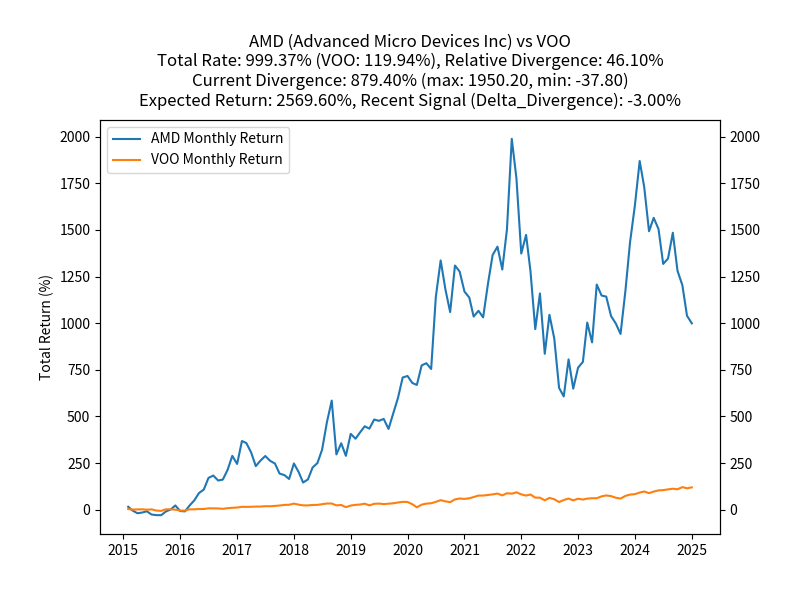 AMD (Advanced Micro Devices Inc) vs VOO
Total Rate: 999.37% (VOO: 119.94%), Relative Divergence: 46.10%
Current Divergence: 879.40% (max: 1950.20, min: -37.80)
Expected Return: 2569.60%, Recent Signal (Delta_Divergence): -3.00%
AMD Monthly Return
VOO Monthly Return
Total Return (%)
2000 2000
1750 1750
1500 1500
1250 1250
1000 1000
750 750
500 500
250 250
0 0
2015 2016 2017 2018 2019 2020 2021 2022 2023 2024 2025